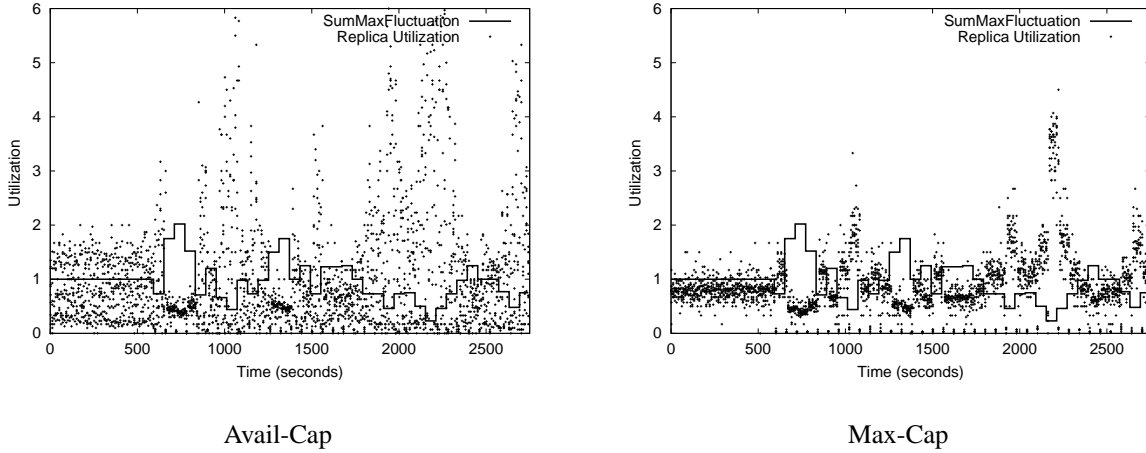 6
5
4
3
2
1
0
Utilization
SumMaxFluctuation
Replica Utilization
0 500 1000 1500 2000 2500
Time (seconds)
Avail-Cap
6
5
4
3
2
1
0
Utilization
SumMaxFluctuation
Replica Utilization
0 500 1000 1500 2000 2500
Time (seconds)
Max-Cap